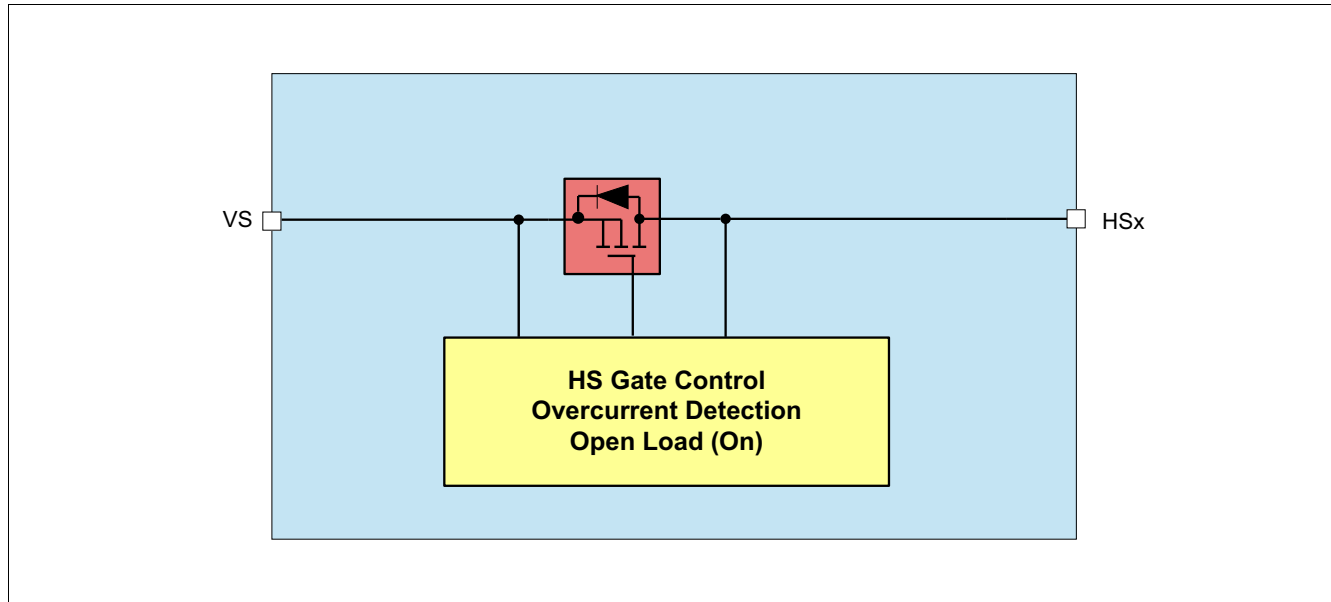 VS
HSx
HS Gate Control
Overcurrent Detection
Open Load (On)